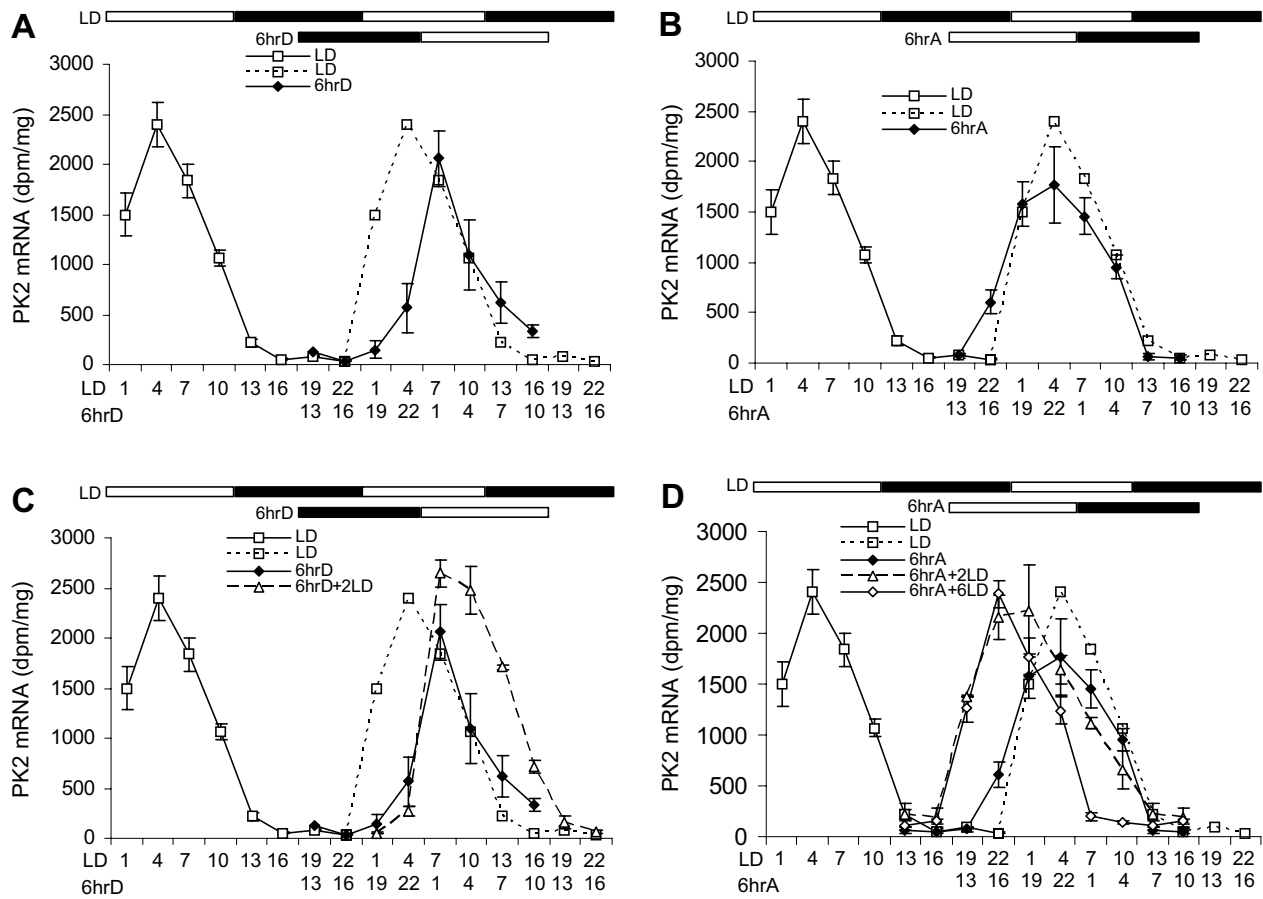 A
LD
6hrD
LD
LD
6hrD
PK2 mRNA (dpm/mg)
3000
2500
2000
1500
1000
500
0
LD 1 4 7 10 13 16 19 22 1 4 7 10 13 16 19 22
6hrD 13 16 19 22 1 4 7 10 13 16
B
LD
6hrA
LD
LD
6hrA
PK2 mRNA (dpm/mg)
3000
2500
2000
1500
1000
500
0
LD 1 4 7 10 13 16 19 22 1 4 7 10 13 16 19 22
6hrA 13 16 19 22 1 4 7 10 13 16
C
LD
6hrD
LD
LD
6hrD
6hrD+2LD
PK2 mRNA (dpm/mg)
3000
2500
2000
1500
1000
500
0
LD 1 4 7 10 13 16 19 22 1 4 7 10 13 16 19 22
6hrD 13 16 19 22 1 4 7 10 13 16
D
LD
6hrA
LD
LD
6hrA
6hrA+2LD
6hrA+6LD
PK2 mRNA (dpm/mg)
3000
2500
2000
1500
1000
500
0
LD 1 4 7 10 13 16 19 22 1 4 7 10 13 16 19 22
6hrA 13 16 19 22 1 4 7 10 13 16